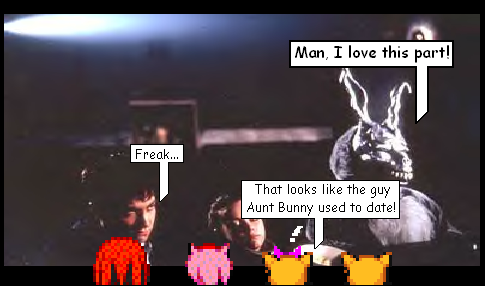 Man, I love this part!
Freak...
That looks like the guy
Aunt Bunny used to date!